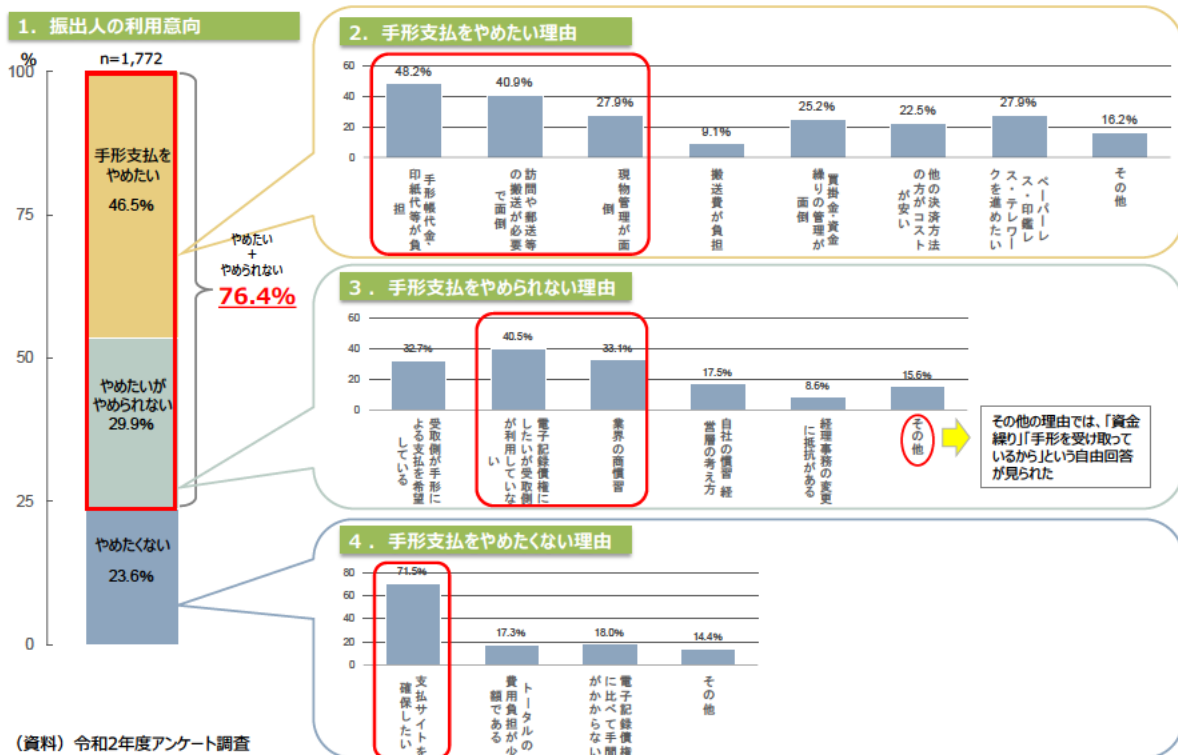 1. 振出人の利用意向
%
n=1,772
100
75
50
25
0
手形支払を
やめたい
46.5%
やめたいが
やめられない
29.9%
やめたくない
23.6%
やめたい
+
やめられない
76.4%
2. 手形支払をやめたい理由
60
40
20
0
48.2%
40.9%
27.9%
9.1%
25.2%
22.5%
27.9%
16.2%
手形帳代金・
印紙代等が負
担
訪問や郵送等
の搬送が必要
で面倒
現物管理が面
倒
搬送費が負担
買掛金・資金
繰りの管理が
面倒
他の決済方法
の方がコスト
が安い
ペーパーレ
ス・印鑑レ
ス・テレワー
クを進めたい
その他
3. 手形支払をやめられない理由
60
40
20
0
32.7%
40.5%
33.1%
17.5%
8.6%
15.6%
受取側が手形に
よる支払を希望
している
電子記録債権に
したいが受取側
が利用していな
い
業界の商慣習
自社の慣習 経
営層の考え方
経理事務の変更
に抵抗がある
その他
その他の理由では、「資金
繰り」「手形を受け取って
いるから」という自由回答
が見られた
4. 手形支払をやめたくない理由
80
60
40
20
0
71.5%
17.3%
18.0%
14.4%
支払サイトを
確保したい
トータルの
費用負担が少
額である
電子記録債権
に比べて手間
がかからない
その他
(資料) 令和2年度アンケート調査